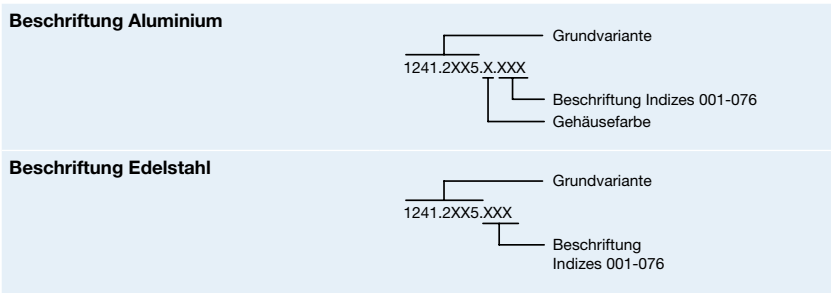 Beschriftung Aluminium
Grundvariante
1241.2XX5.X.XXX
Beschriftung Indizes 001-076
Gehäusefarbe
Beschriftung Edelstahl
Grundvariante
1241.2XX5.XXX
Beschriftung
Indizes 001-076